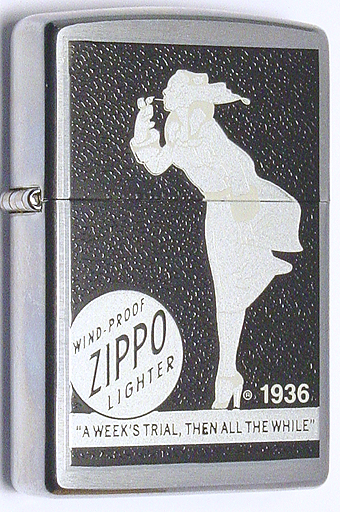 WIND-PROOF
ZIPPO
LIGHTER
® 1936
"A WEEK'S TRIAL, THEN ALL THE WHILE"